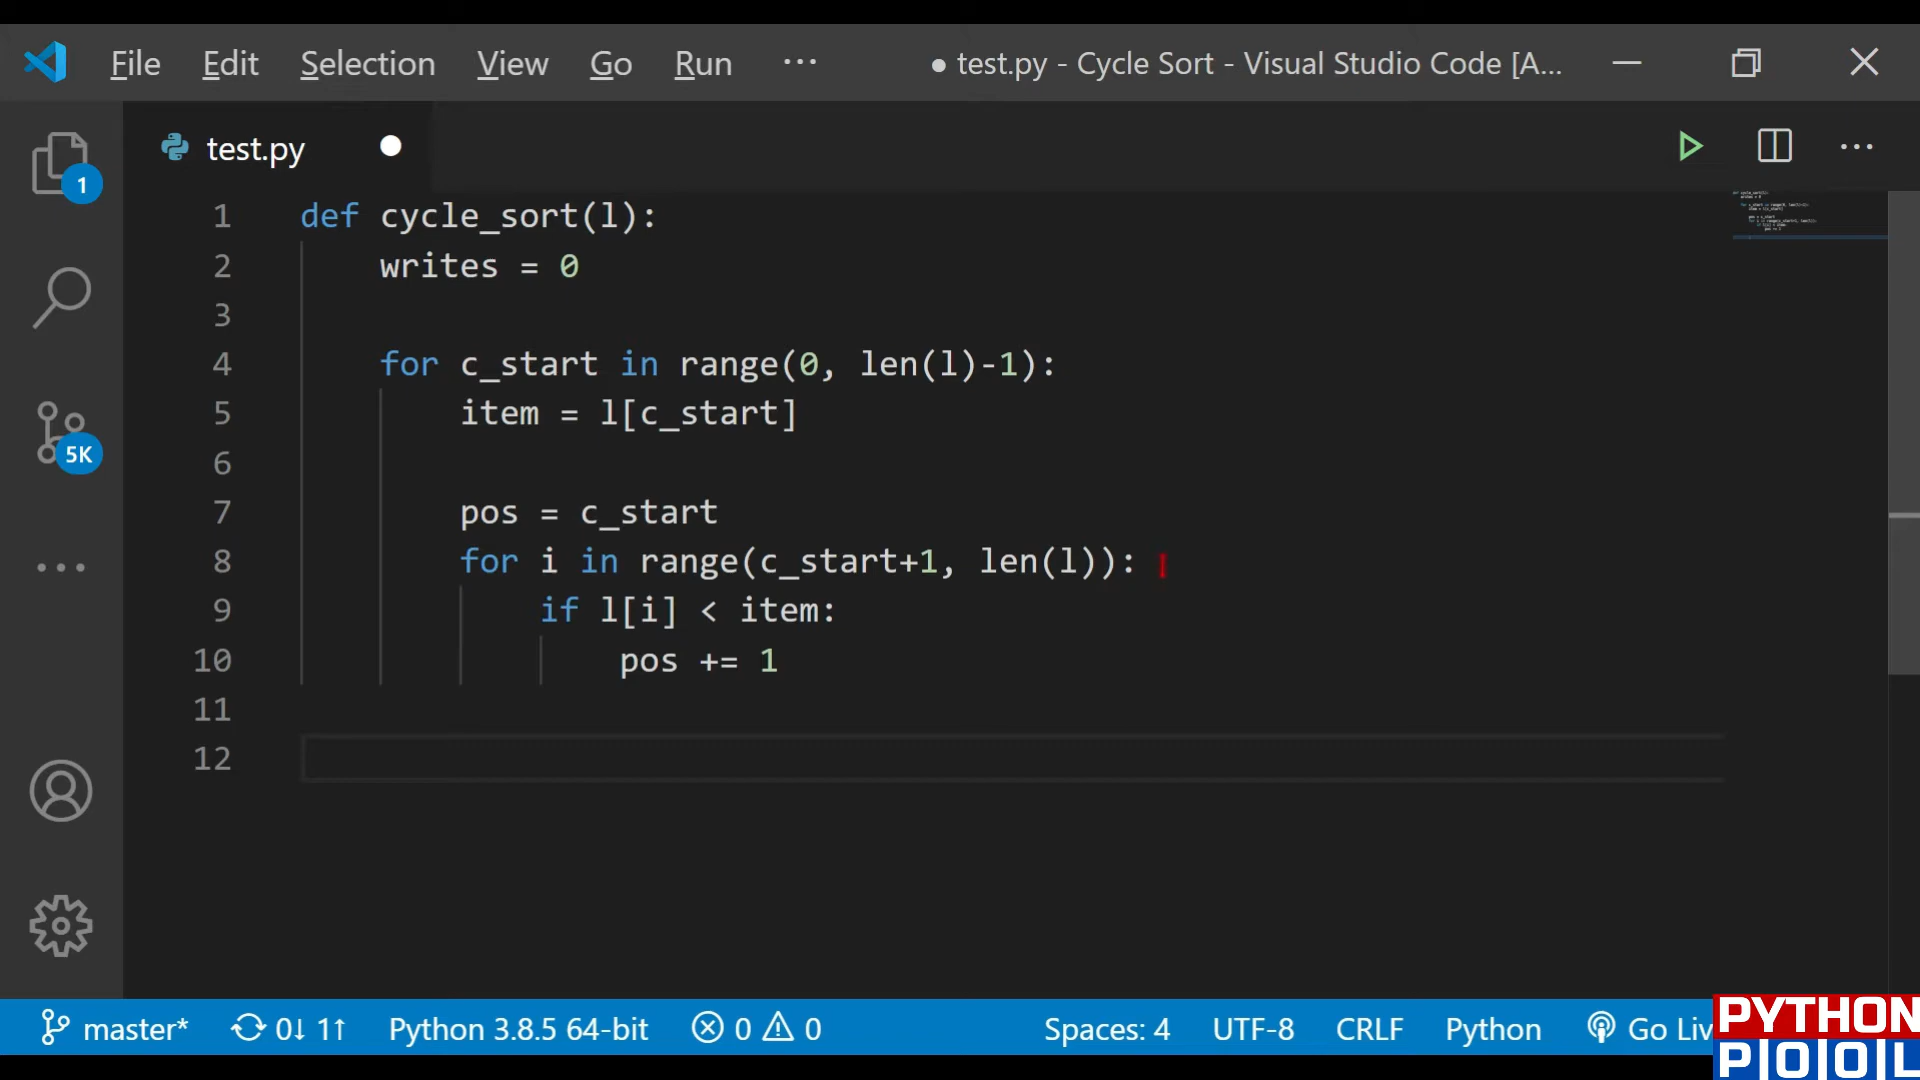 File Edit Selection View Go Run ··· ● test.py - Cycle Sort - Visual Studio Code [A...
test.py
1 def cycle_sort(l):
2     writes = 0
3
4     for c_start in range(0, len(l)-1):
5         item = l[c_start]
6
7         pos = c_start
8         for i in range(c_start+1, len(l)):
9             if l[i] < item:
10                 pos += 1
11
12
1
5K
master* 0↓ 1↑ Python 3.8.5 64-bit 0 0 Spaces: 4 UTF-8 CRLF Python Go Liv
PYTHON
POOL